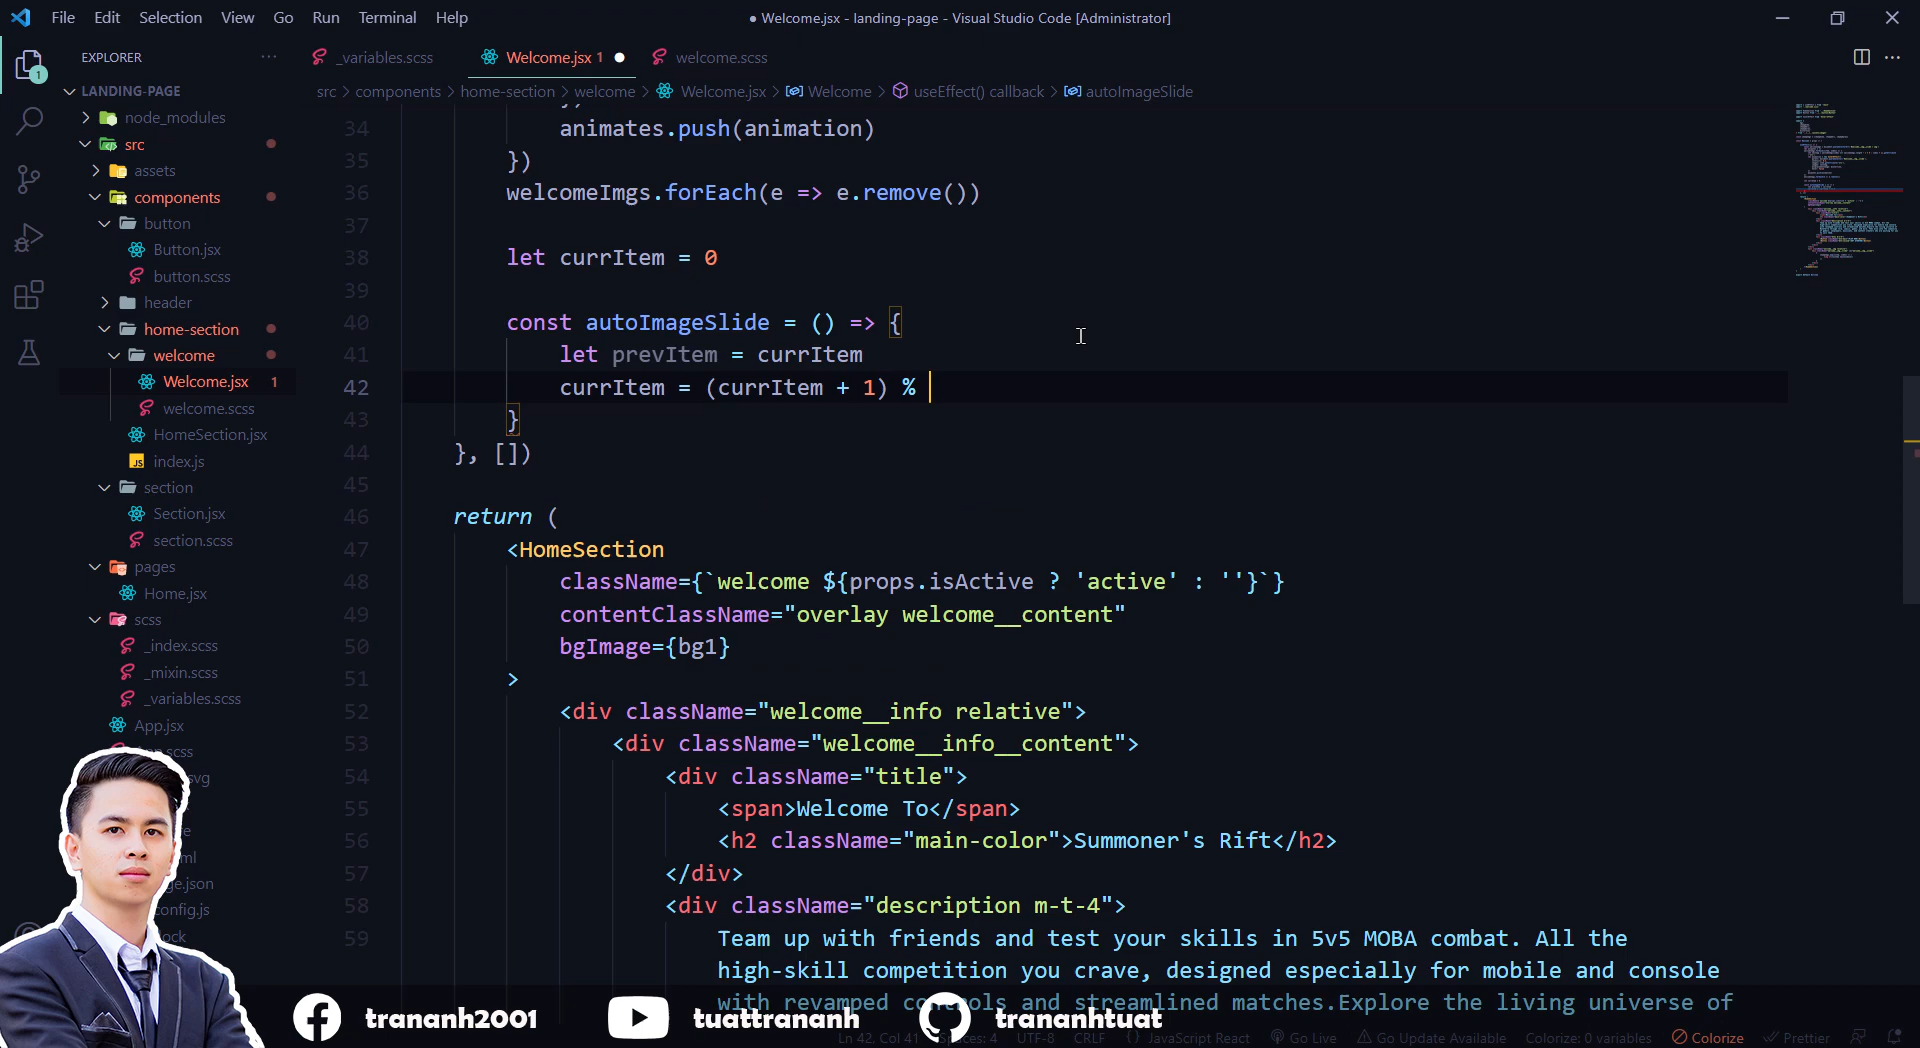 File Edit Selection View Go Run Terminal Help
● Welcome.jsx - landing-page - Visual Studio Code [Administrator]
EXPLORER ···
_variables.scss
Welcome.jsx 1 ●
welcome.scss
1
src > components > home-section > welcome > Welcome.jsx > Welcome > useEffect() callback > autoImageSlide
LANDING-PAGE
node_modules
src
assets
components
button
Button.jsx
button.scss
header
home-section
welcome
Welcome.jsx 1
welcome.scss
HomeSection.jsx
JS index.js
section
Section.jsx
section.scss
pages
Home.jsx
scss
_index.scss
_mixin.scss
_variables.scss
App.jsx
34 animates.push(animation)
35 })
36 welcomeImgs.forEach(e => e.remove())
37
38 let currItem = 0
39
40 const autoImageSlide = () => {
41 let prevItem = currItem
42 currItem = (currItem + 1) %
43 }
44 }, [])
45
46 return (
47 <HomeSection
48 className={`welcome ${props.isActive ? 'active' : ''}`}
49 contentClassName="overlay welcome__content"
50 bgImage={bg1}
51 >
52 <div className="welcome__info relative">
53 <div className="welcome__info__content">
54 <div className="title">
55 <span>Welcome To</span>
56 <h2 className="main-color">Summoner's Rift</h2>
57 </div>
58 <div className="description m-t-4">
59 Team up with friends and test your skills in 5v5 MOBA combat. All the
high-skill competition you crave, designed especially for mobile and console
with revamped controls and streamlined matches.Explore the living universe of
trananh2001
tuattrananh
trananhtuat
Ln 42, Col 41 Spaces: 4 UTF-8 CRLF {} JavaScript React Go Live Go Update Available Colorize: 0 variables Colorize Prettier